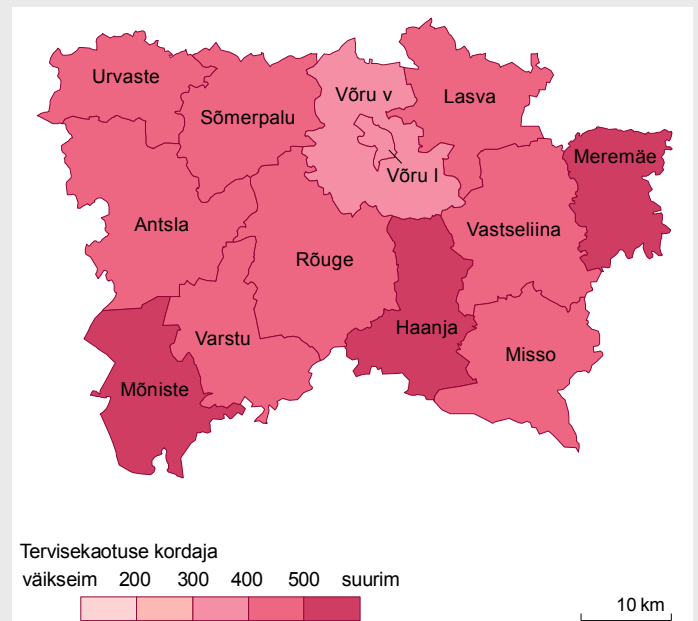 Urvaste
Võru v
Lasva
Sõmerpalu
Meremäe
Võru l
Antsla
Vastseliina
Rõuge
Haanja
Varstu
Misso
Mõniste
Tervisekaotuse kordaja
väikseim 200 300 400 500 suurim
10 km